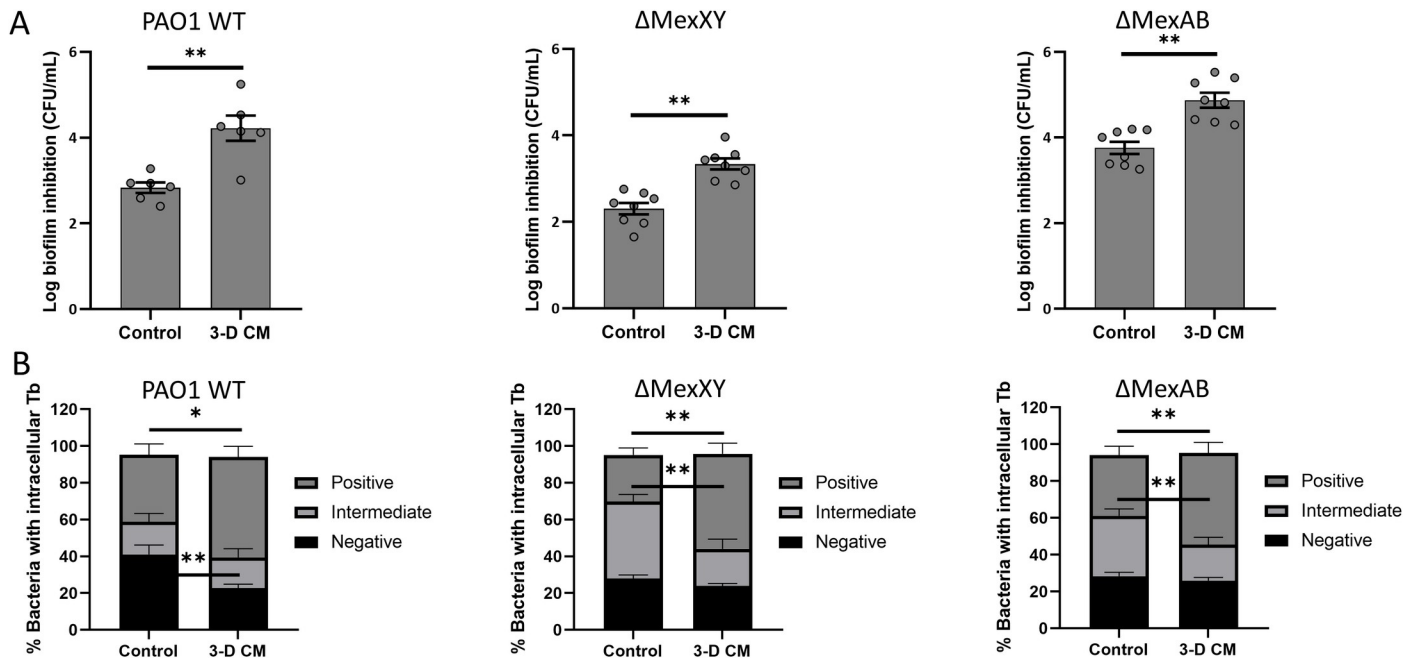 A
PAO1 WT
Log biofilm inhibition (CFU/mL)
6
4
2
0
**
Control
3-D CM
ΔMexXY
Log biofilm inhibition (CFU/mL)
6
4
2
0
**
Control
3-D CM
ΔMexAB
Log biofilm inhibition (CFU/mL)
6
4
2
0
**
Control
3-D CM
B
PAO1 WT
% Bacteria with intracellular Tb
120
100
80
60
40
20
0
*
**
Control
3-D CM
Positive
Intermediate
Negative
ΔMexXY
% Bacteria with intracellular Tb
120
100
80
60
40
20
0
**
**
Control
3-D CM
Positive
Intermediate
Negative
ΔMexAB
% Bacteria with intracellular Tb
120
100
80
60
40
20
0
**
**
Control
3-D CM
Positive
Intermediate
Negative